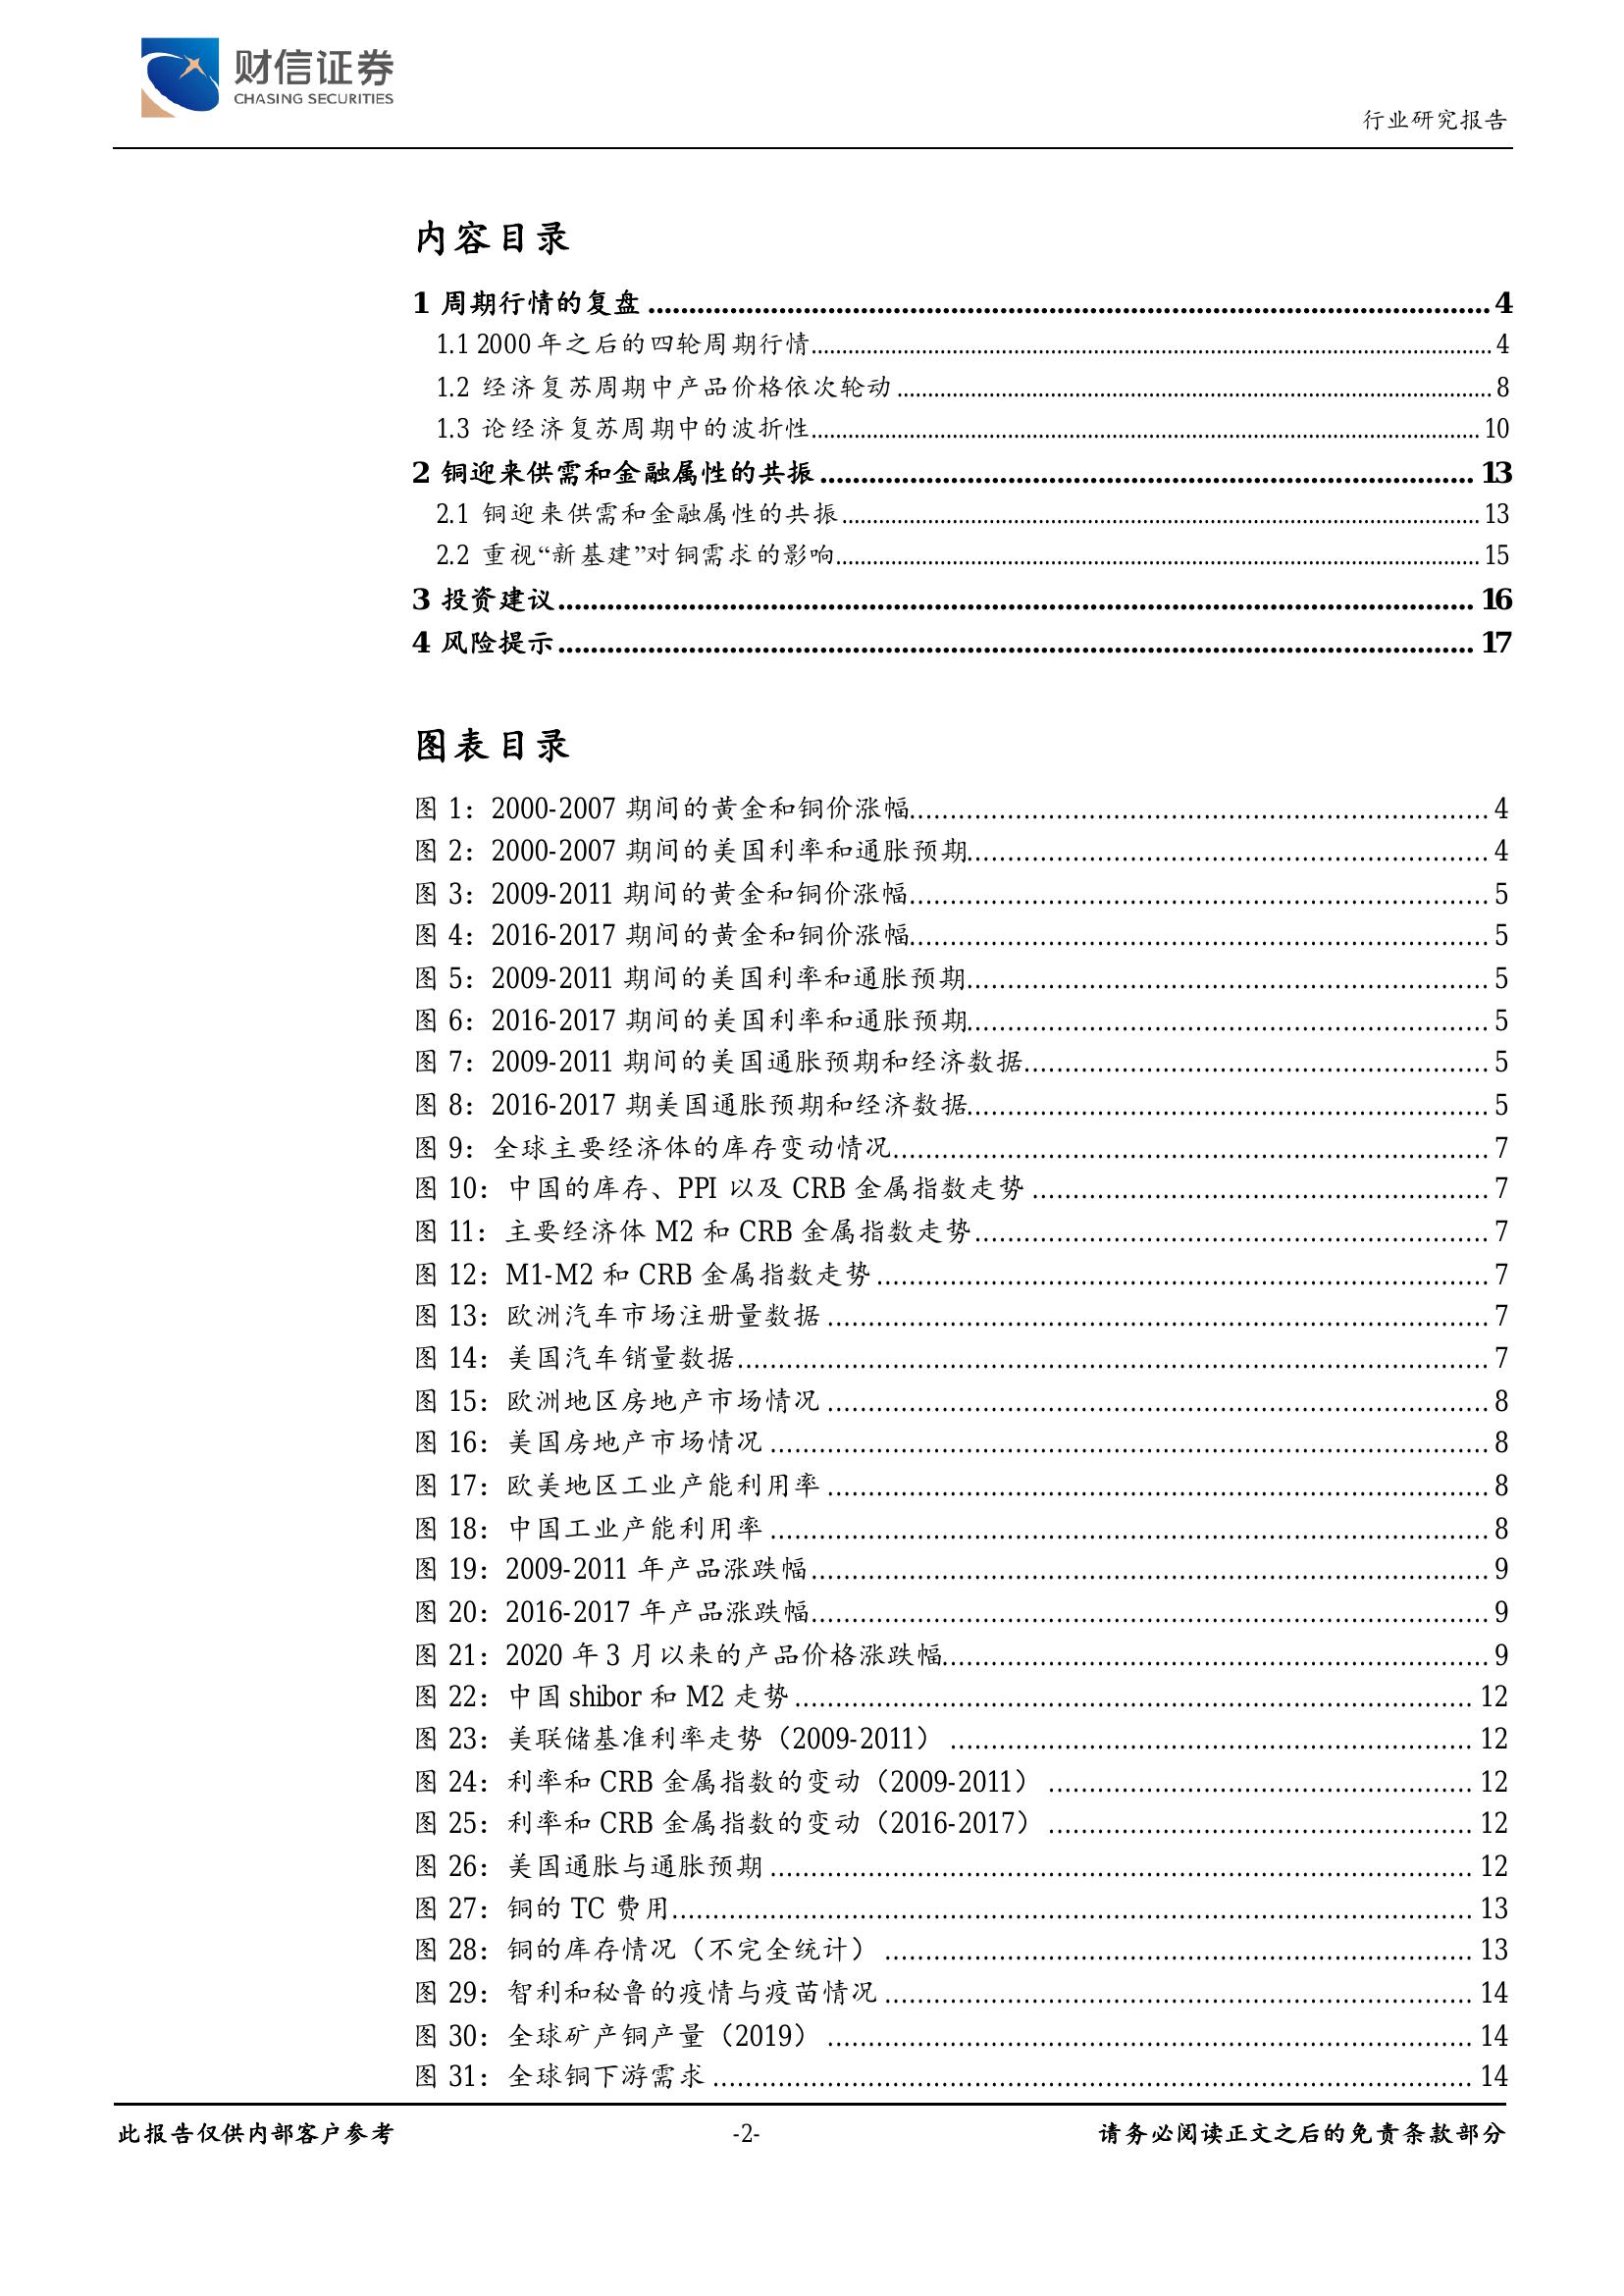 财信证券
CHASING SECURITIES
行业研究报告
内容目录
1 周期行情的复盘 ........ 4
1.1 2000 年之后的四轮周期行情 ........ 4
1.2 经济复苏周期中产品价格依次轮动 ........ 8
1.3 论经济复苏周期中的波折性 ........ 10
2 铜迎来供需和金融属性的共振 ........ 13
2.1 铜迎来供需和金融属性的共振 ........ 13
2.2 重视“新基建”对铜需求的影响 ........ 15
3 投资建议 ........ 16
4 风险提示 ........ 17
图表目录
图 1：2000-2007 期间的黄金和铜价涨幅 ........ 4
图 2：2000-2007 期间的美国利率和通胀预期 ........ 4
图 3：2009-2011 期间的黄金和铜价涨幅 ........ 5
图 4：2016-2017 期间的黄金和铜价涨幅 ........ 5
图 5：2009-2011 期间的美国利率和通胀预期 ........ 5
图 6：2016-2017 期间的美国利率和通胀预期 ........ 5
图 7：2009-2011 期间的美国通胀预期和经济数据 ........ 5
图 8：2016-2017 期美国通胀预期和经济数据 ........ 5
图 9：全球主要经济体的库存变动情况 ........ 7
图 10：中国的库存、PPI 以及 CRB 金属指数走势 ........ 7
图 11：主要经济体 M2 和 CRB 金属指数走势 ........ 7
图 12：M1-M2 和 CRB 金属指数走势 ........ 7
图 13：欧洲汽车市场注册量数据 ........ 7
图 14：美国汽车销量数据 ........ 7
图 15：欧洲地区房地产市场情况 ........ 8
图 16：美国房地产市场情况 ........ 8
图 17：欧美地区工业产能利用率 ........ 8
图 18：中国工业产能利用率 ........ 8
图 19：2009-2011 年产品涨跌幅 ........ 9
图 20：2016-2017 年产品涨跌幅 ........ 9
图 21：2020 年 3 月以来的产品价格涨跌幅 ........ 9
图 22：中国 shibor 和 M2 走势 ........ 12
图 23：美联储基准利率走势（2009-2011） ........ 12
图 24：利率和 CRB 金属指数的变动（2009-2011） ........ 12
图 25：利率和 CRB 金属指数的变动（2016-2017） ........ 12
图 26：美国通胀与通胀预期 ........ 12
图 27：铜的 TC 费用 ........ 13
图 28：铜的库存情况（不完全统计） ........ 13
图 29：智利和秘鲁的疫情与疫苗情况 ........ 14
图 30：全球矿产铜产量（2019） ........ 14
图 31：全球铜下游需求 ........ 14
此报告仅供内部客户参考
-2-
请务必阅读正文之后的免责条款部分